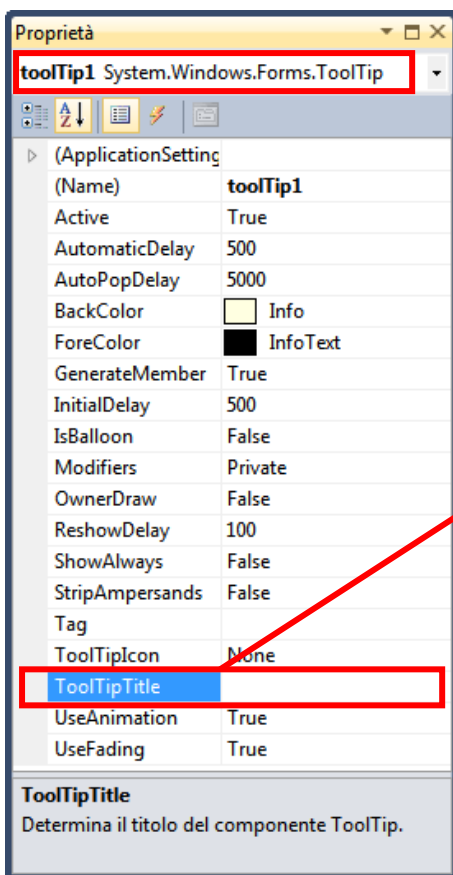 Proprietà
toolTip1 System.Windows.Forms.ToolTip
(ApplicationSetting
(Name) toolTip1
Active True
AutomaticDelay 500
AutoPopDelay 5000
BackColor Info
ForeColor InfoText
GenerateMember True
InitialDelay 500
IsBalloon False
Modifiers Private
OwnerDraw False
ReshowDelay 100
ShowAlways False
StripAmpersands False
Tag
ToolTipIcon None
ToolTipTitle
UseAnimation True
UseFading True
ToolTipTitle
Determina il titolo del componente ToolTip.